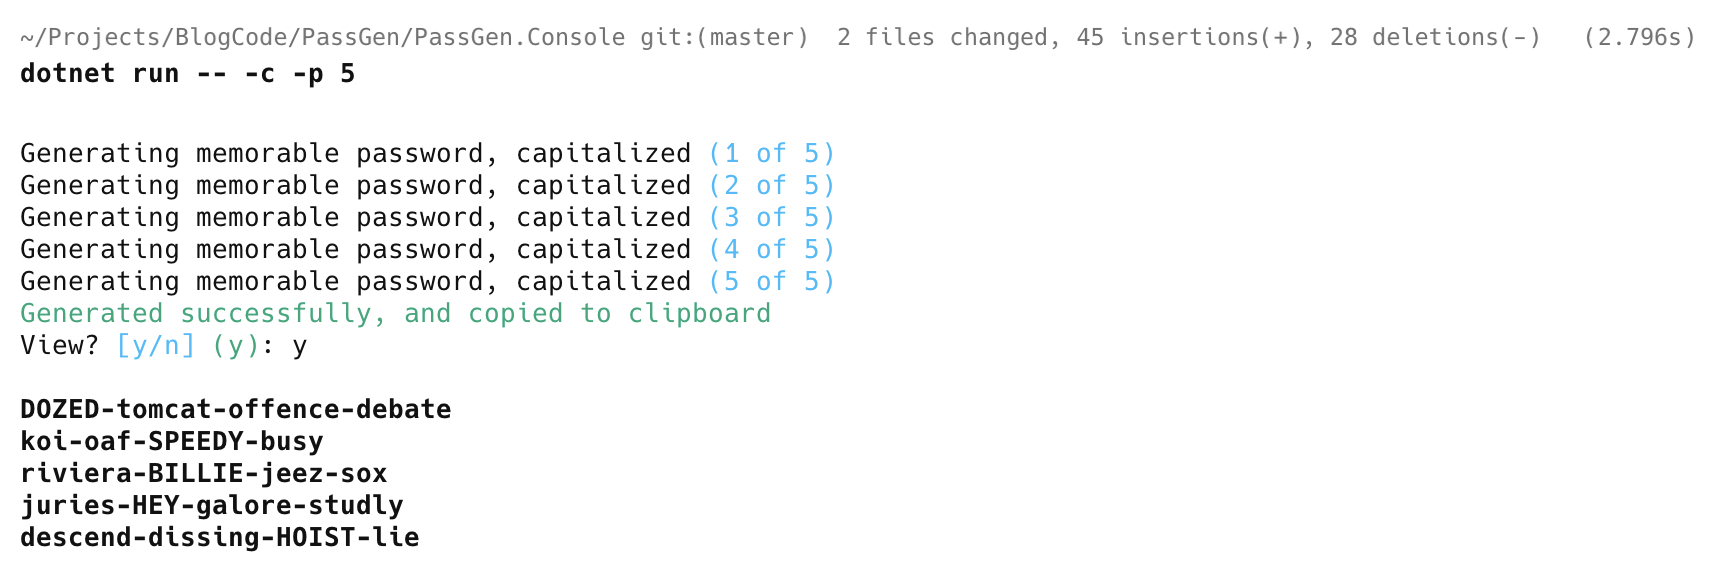 ~/Projects/BlogCode/PassGen/PassGen.Console git:(master)  2 files changed, 45 insertions(+), 28 deletions(-)   (2.796s)
dotnet run -- -c -p 5
Generating memorable password, capitalized (1 of 5)
Generating memorable password, capitalized (2 of 5)
Generating memorable password, capitalized (3 of 5)
Generating memorable password, capitalized (4 of 5)
Generating memorable password, capitalized (5 of 5)
Generated successfully, and copied to clipboard
View? [y/n] (y): y
DOZED-tomcat-offence-debate
koi-oaf-SPEEDY-busy
riviera-BILLIE-jeez-sox
juries-HEY-galore-studly
descend-dissing-HOIST-lie